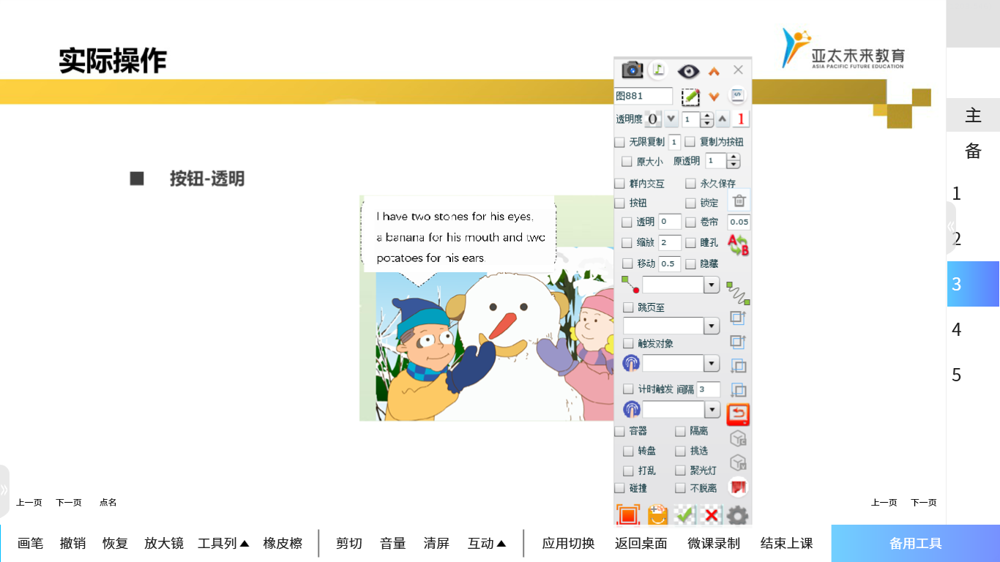 实际操作
亚太未来教育
ASIA PACIFIC FUTURE EDUCATION
按钮-透明
I have two stones for his eyes,
a banana for his mouth and two
potatoes for his ears.
图881
透明度 0 1 1
无限复制 1 复制为按钮
原大小 原透明 1
群内交互 永久保存
按钮 锁定
透明 0 卷帘 0.05
缩放 2 瞳孔 A B
移动 0.5 隐藏
跳页至
触发对象
计时触发 间隔 3
容器 隔离
转盘 挑选
打乱 聚光灯
碰撞 不脱离
主
备
1
2
3
4
5
上一页 下一页 点名
上一页 下一页
画笔 撤销 恢复 放大镜 工具列▲ 橡皮檫 剪切 音量 清屏 互动▲ 应用切换 返回桌面 微课录制 结束上课 备用工具